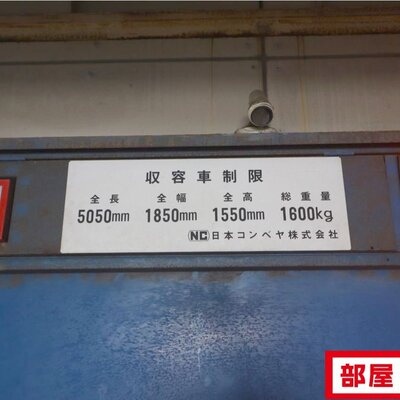 収容車制限
全長 全幅 全高 総重量
5050mm 1850mm 1550mm 1600kg
NC 日本コンベヤ株式会社
部屋